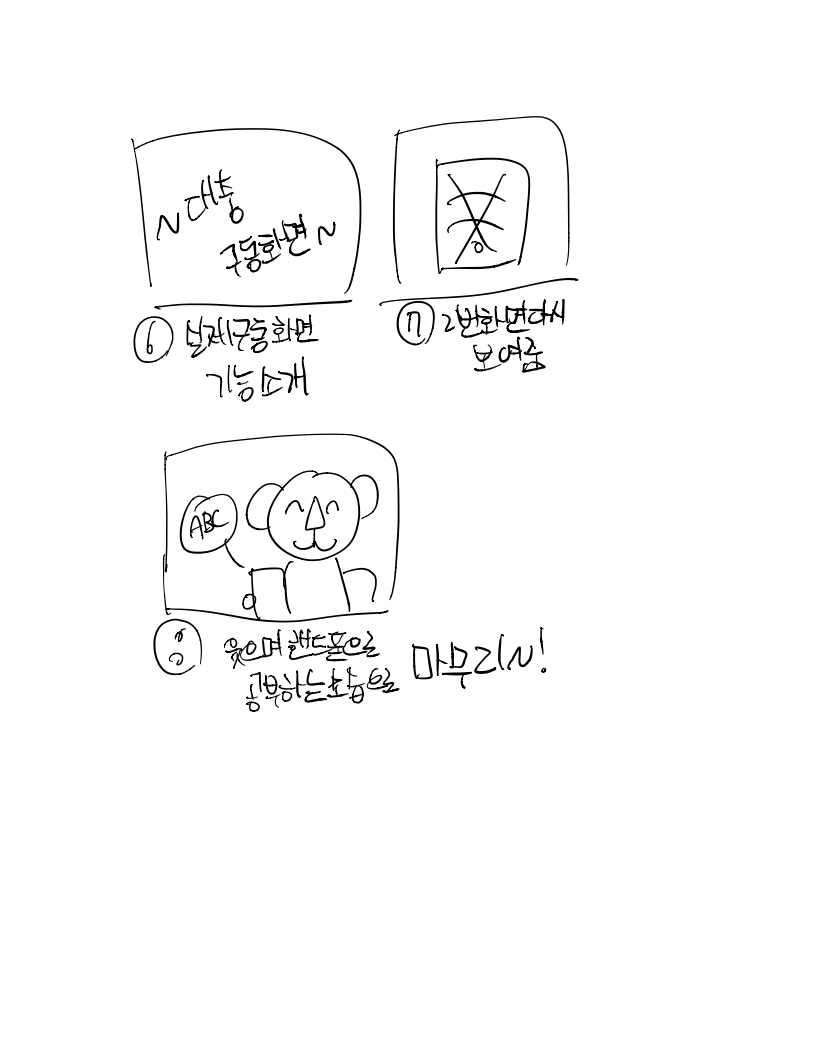 ~대충
구동화면~
⑥ 실제구동화면
기능소개
⑦ 2번화면다시
보여줌
ABC
⑧ 웃으며 핸드폰으로
공부하는모습으로 마무리~!